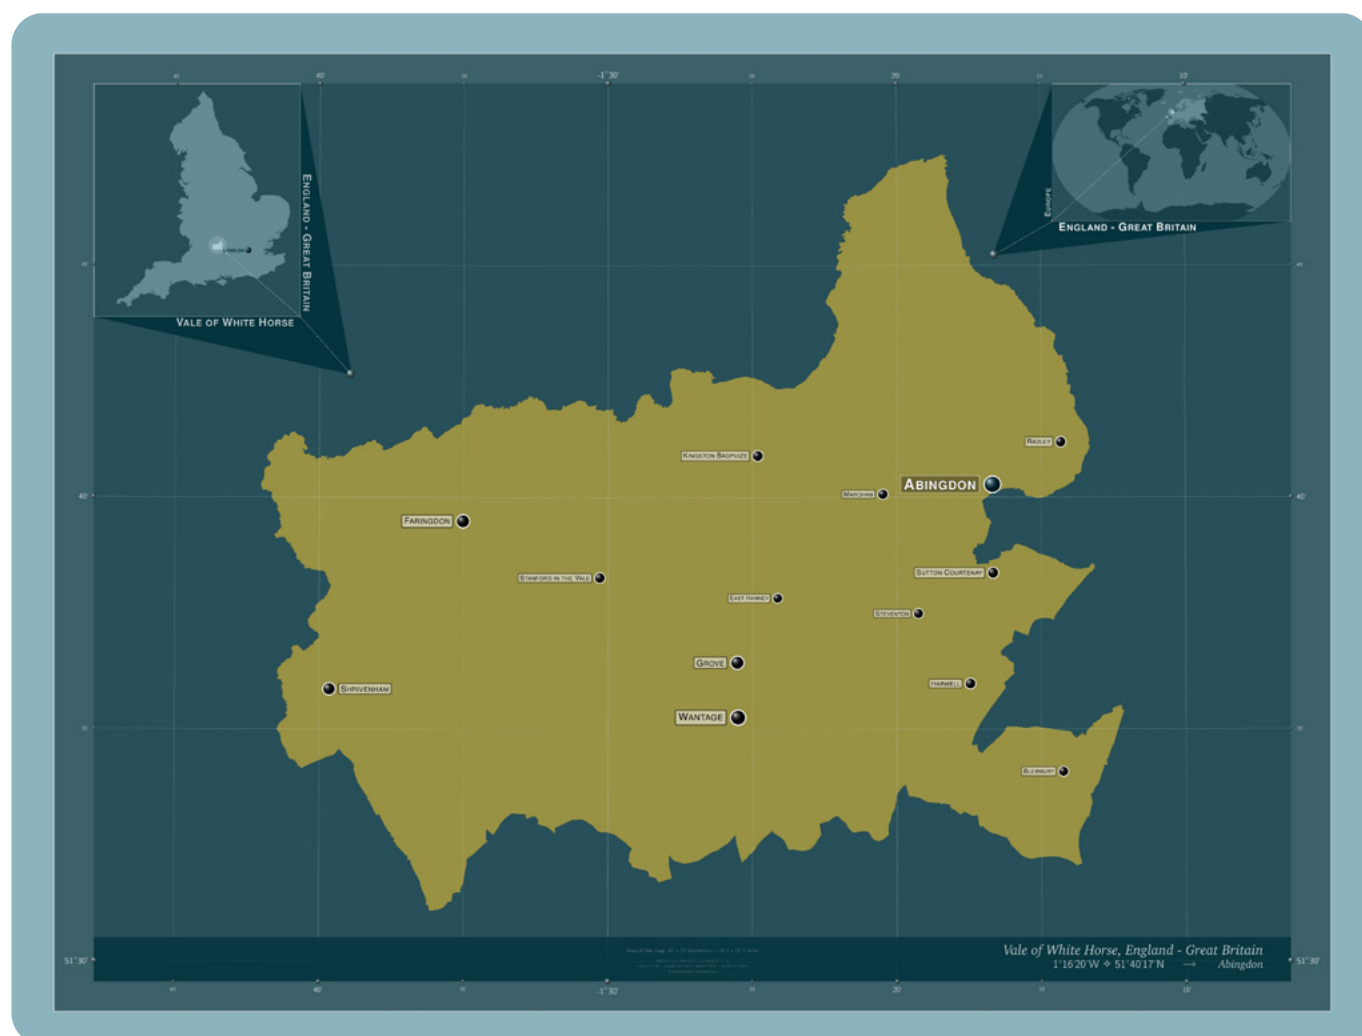 40'
-1°30'
20'
10'
ENGLAND - GREAT BRITAIN
VALE OF WHITE HORSE
EUROPE
ENGLAND - GREAT BRITAIN
RADLEY
KINGSTON BAGPUIZE
ABINGDON
MARCHAM
40'
40'
FARINGDON
STANFORD IN THE VALE
SUTTON COURTENAY
EAST HANNEY
STEVENTON
GROVE
HARWELL
SHRIVENHAM
WANTAGE
BLEWBURY
Vale of White Horse, England - Great Britain
1°16'20'W ✧ 51°40'17'N → Abingdon
51°30'
51°30'
40'
-1°30'
20'
10'